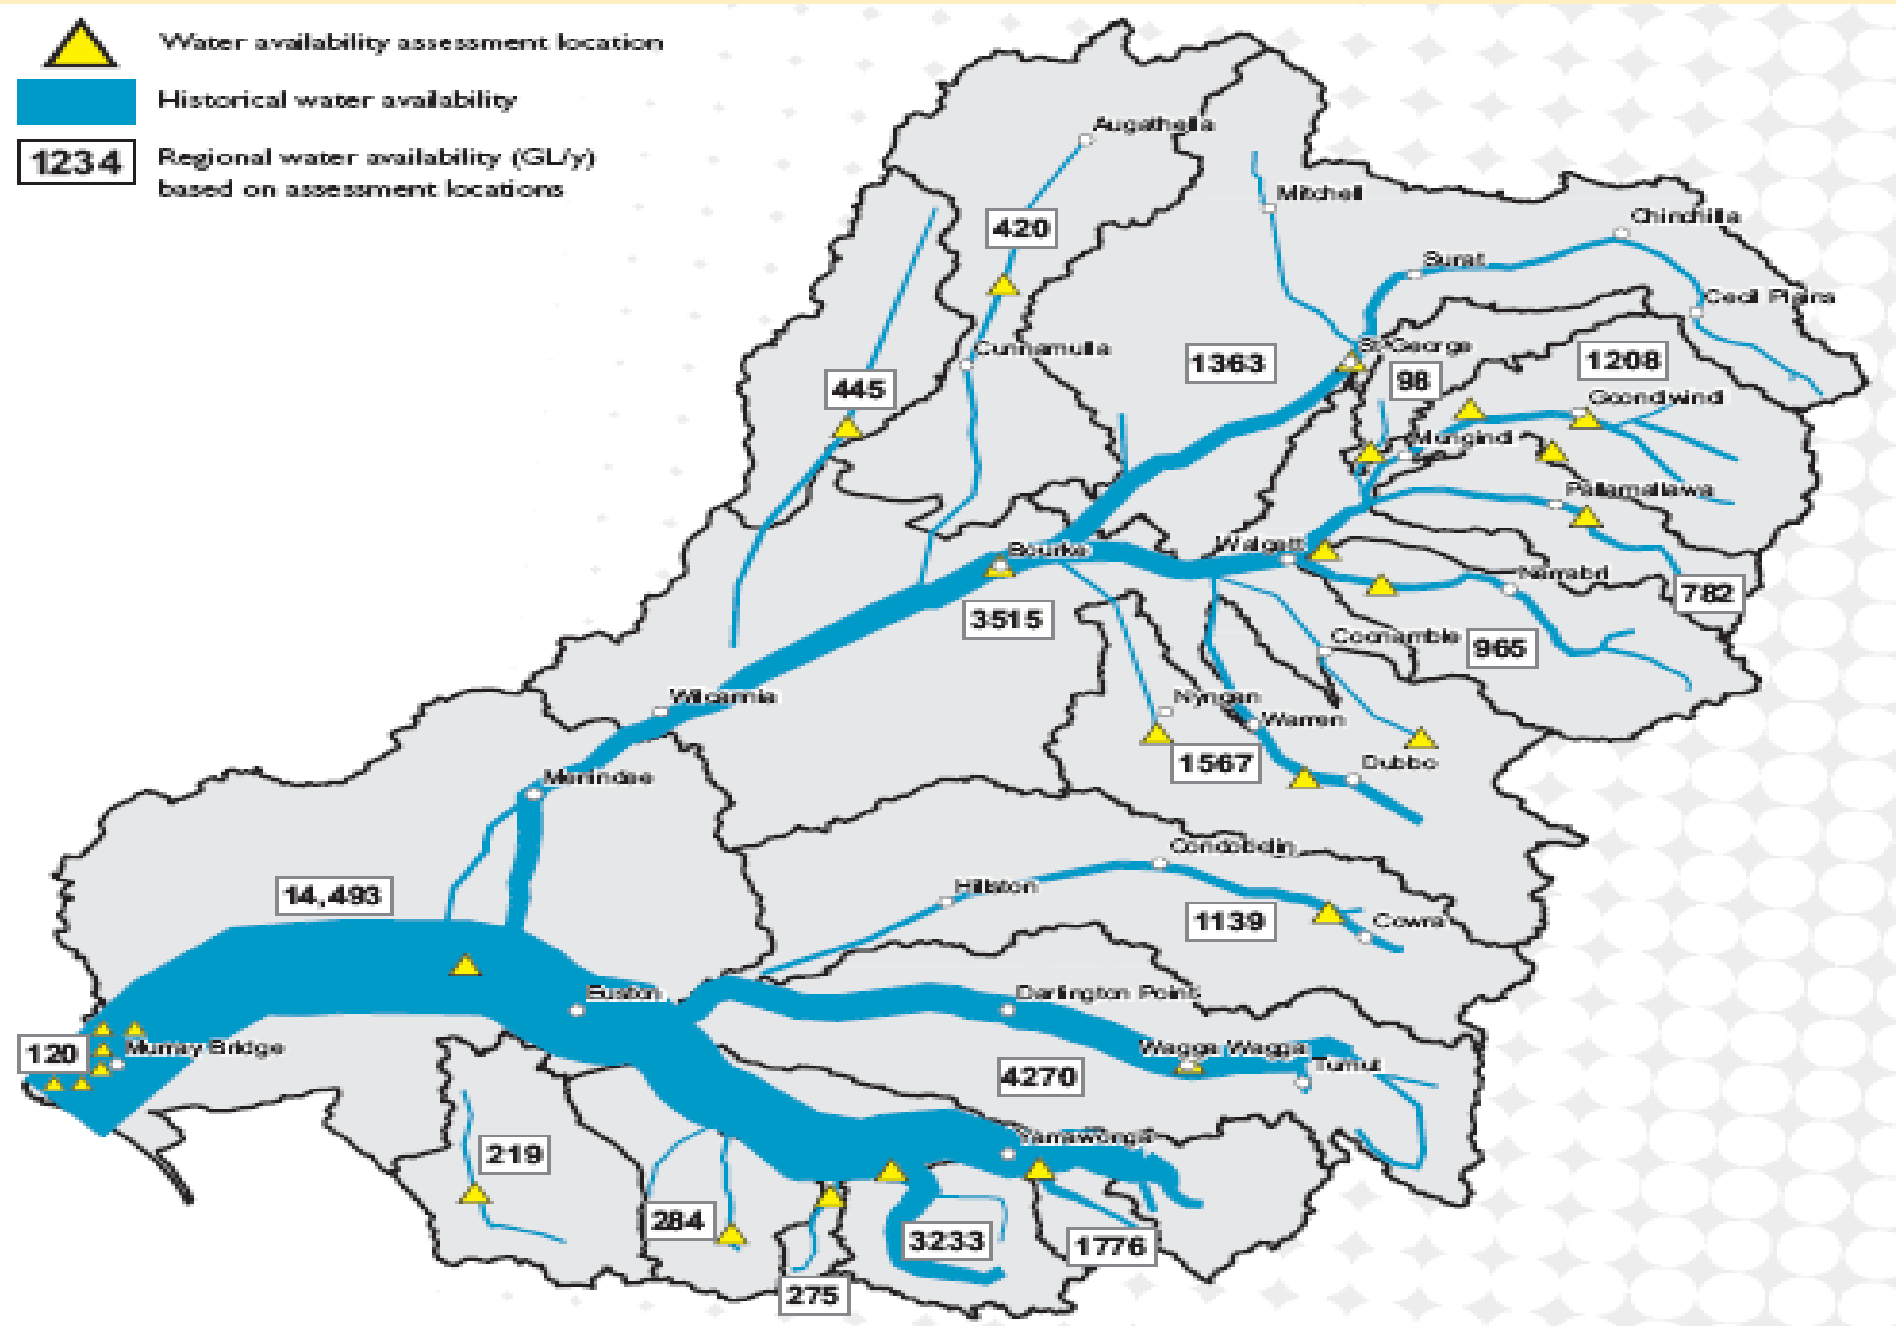 Water availability assessment location
Historical water availability
1234
Regional water availability (GL/y)
based on assessment locations
Augathella
Mitchell
Chinchilla
420
Surat
Cecil Plains
Cunnamulla
St George
1363
1208
98
445
Goondiwindi
Mungindi
Pallamallawa
Bourke
Walgett
Narrabri
782
3515
Coonamble
965
Wilcannia
Nyngan
Warren
1567
Dubbo
Menindee
Condobolin
14,493
Hillston
1139
Cowra
Euston
Darlington Point
120
Murray Bridge
Wagga Wagga
Tumut
4270
Yarrawonga
219
284
3233
1776
275